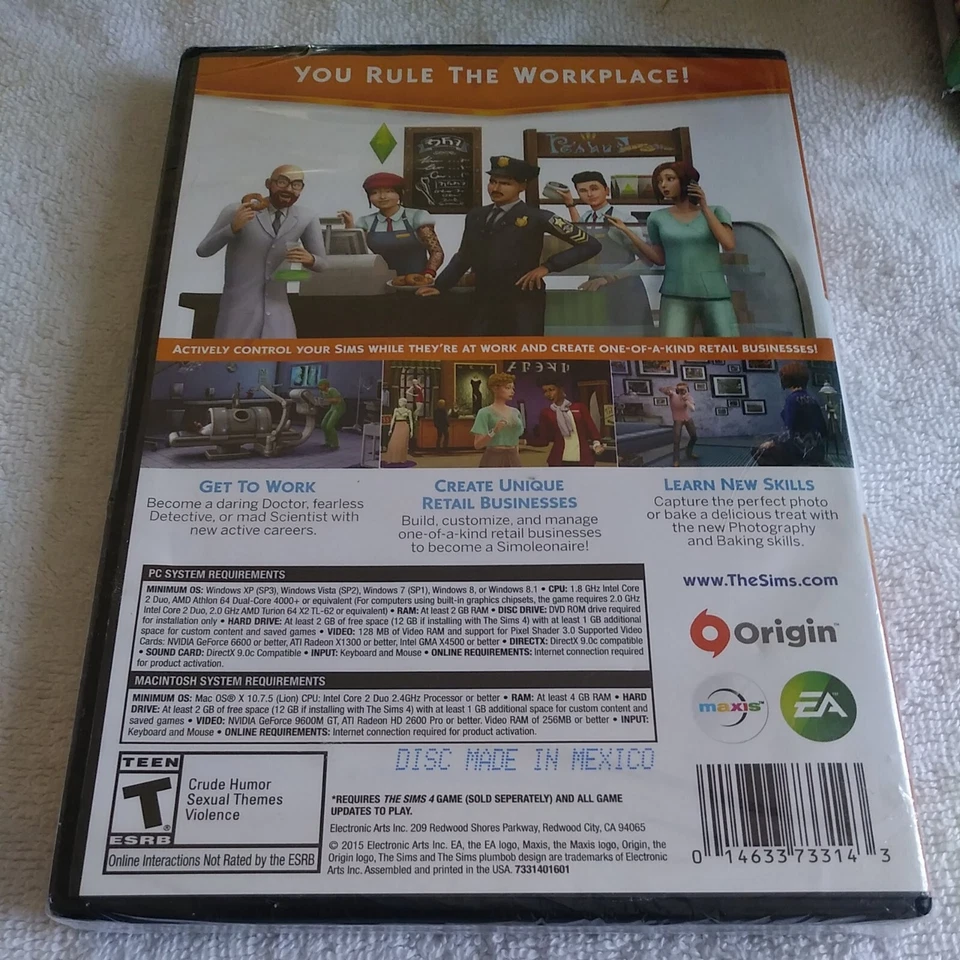 YOU RULE THE WORKPLACE!
ACTIVELY CONTROL YOUR SIMS WHILE THEY'RE AT WORK AND CREATE ONE-OF-A-KIND RETAIL BUSINESSES!
GET TO WORK
Become a daring Doctor, fearless
Detective, or mad Scientist with
new active careers.
CREATE UNIQUE
RETAIL BUSINESSES
Build, customize, and manage
one-of-a-kind retail businesses
to become a Simoleonaire!
LEARN NEW SKILLS
Capture the perfect photo
or bake a delicious treat with
the new Photography
and Baking skills.
PC SYSTEM REQUIREMENTS
MINIMUM OS: Windows XP (SP3), Windows Vista (SP2), Windows 7 (SP1), Windows 8, or Windows 8.1 • CPU: 1.8 GHz Intel Core
2 Duo, AMD Athlon 64 Dual-Core 4000+ or equivalent (For computers using built-in graphics chipsets, the game requires 2.0 GHz
Intel Core 2 Duo, 2.0 GHz AMD Turion 64 X2 TL-62 or equivalent) • RAM: At least 2 GB RAM • DISC DRIVE: DVD ROM drive required
for installation only • HARD DRIVE: At least 2 GB of free space (12 GB if installing with The Sims 4) with at least 1 GB additional
space for custom content and saved games • VIDEO: 128 MB of Video RAM and support for Pixel Shader 3.0 Supported Video
Cards: NVIDIA GeForce 6600 or better, ATI Radeon X1300 or better, Intel GMA X4500 or better • DIRECTX: DirectX 9.0c compatible
• SOUND CARD: DirectX 9.0c Compatible • INPUT: Keyboard and Mouse • ONLINE REQUIREMENTS: Internet connection required
for product activation.
MACINTOSH SYSTEM REQUIREMENTS
MINIMUM OS: Mac OS® X 10.7.5 (Lion) CPU: Intel Core 2 Duo 2.4GHz Processor or better • RAM: At least 4 GB RAM • HARD
DRIVE: At least 2 GB of free space (12 GB if installing with The Sims 4) with at least 1 GB additional space for custom content and
saved games • VIDEO: NVIDIA GeForce 9600M GT, ATI Radeon HD 2600 Pro or better. Video RAM of 256MB or better • INPUT:
Keyboard and Mouse • ONLINE REQUIREMENTS: Internet connection required for product activation.
www.TheSims.com
Origin™
maxis™
EA
DISC MADE IN MEXICO
TEEN
T®
ESRB
Crude Humor
Sexual Themes
Violence
Online Interactions Not Rated by the ESRB
*REQUIRES THE SIMS 4 GAME (SOLD SEPERATELY) AND ALL GAME
UPDATES TO PLAY.
Electronic Arts Inc. 209 Redwood Shores Parkway, Redwood City, CA 94065
© 2015 Electronic Arts Inc. EA, the EA logo, Maxis, the Maxis logo, Origin, the
Origin logo, The Sims and The Sims plumbob design are trademarks of Electronic
Arts Inc. Assembled and printed in the USA. 7331401601
0 14633 73314 3